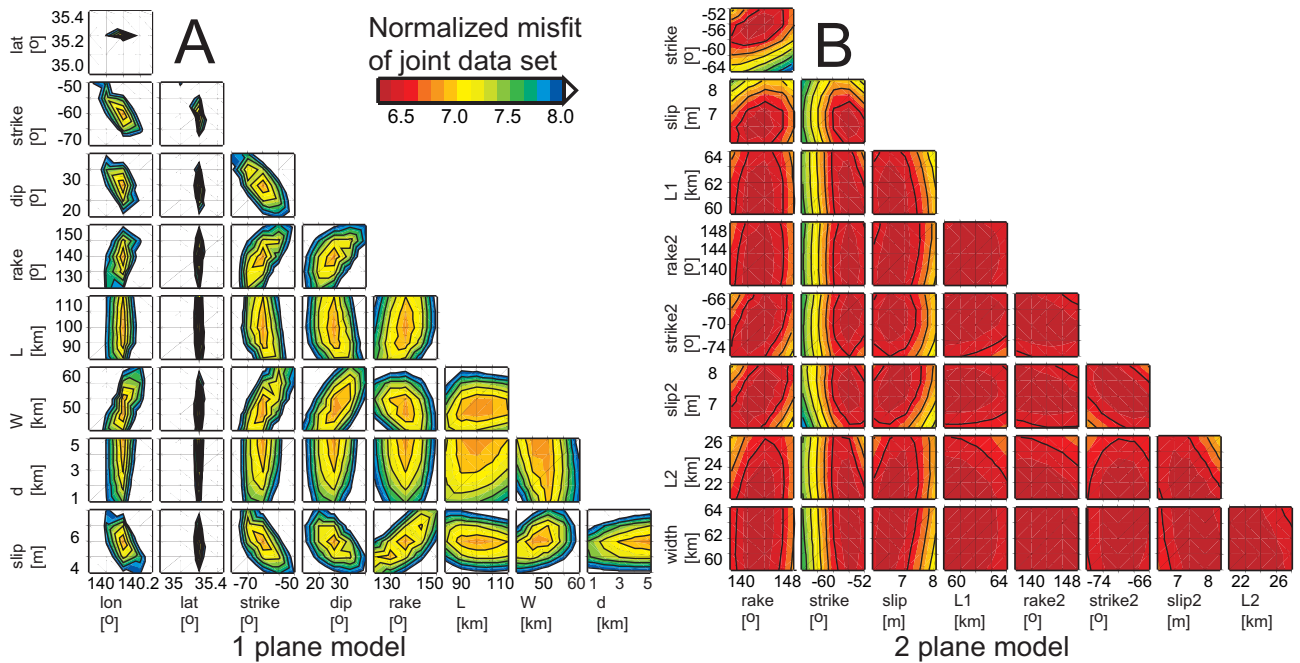 A
B
Normalized misfit
of joint data set
6.5 7.0 7.5 8.0
lat
[º]
35.4
35.2
35.0
strike
[º]
-50
-60
-70
dip
[º]
30
20
rake
[º]
150
140
130
L
[km]
110
100
90
W
[km]
60
50
d
[km]
5
3
1
slip
[m]
6
4
140 140.2 35 35.4 -70 -50 20 30 130 150 90 110 50 60 1 3 5
lon lat strike dip rake L W d
[º] [º] [º] [º] [º] [km] [km] [km]
1 plane model
strike
[º]
-52
-56
-60
-64
slip
[m]
8
7
L1
[km]
64
62
60
rake2
[º]
148
144
140
strike2
[º]
-66
-70
-74
slip2
[m]
8
7
L2
[km]
26
24
22
width
[km]
64
62
60
140 148 -60 -52 7 8 60 64 140 148 -74 -66 7 8 22 26
rake strike slip L1 rake2 strike2 slip2 L2
[º] [º] [m] [km] [º] [º] [m] [km]
2 plane model